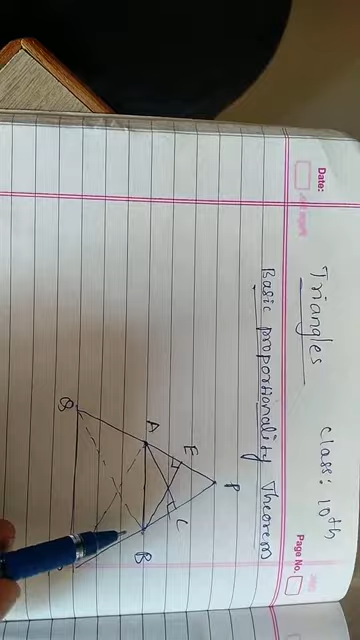 Date:
Page No.
Triangles class: 10th
Basic proportionality Theorem
P
E
C
A
B
Q